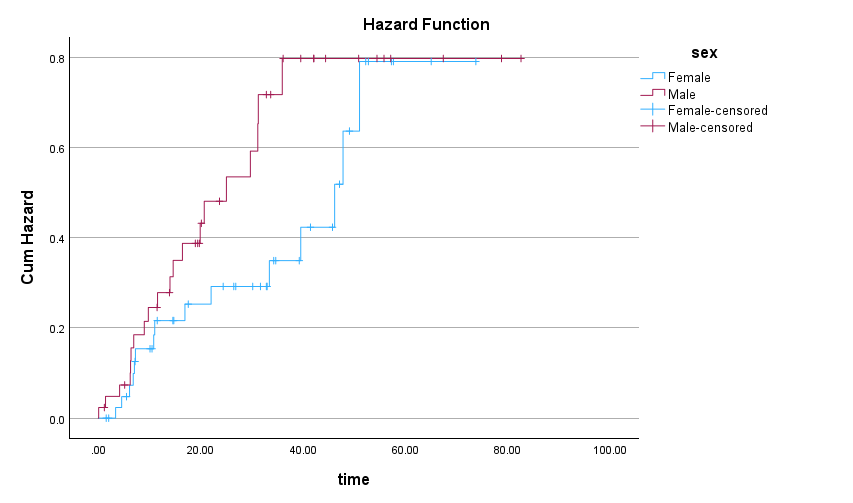 Hazard Function
sex
Female
Male
Female-censored
Male-censored
Cum Hazard
0.8
0.6
0.4
0.2
0.0
.00 20.00 40.00 60.00 80.00 100.00
time